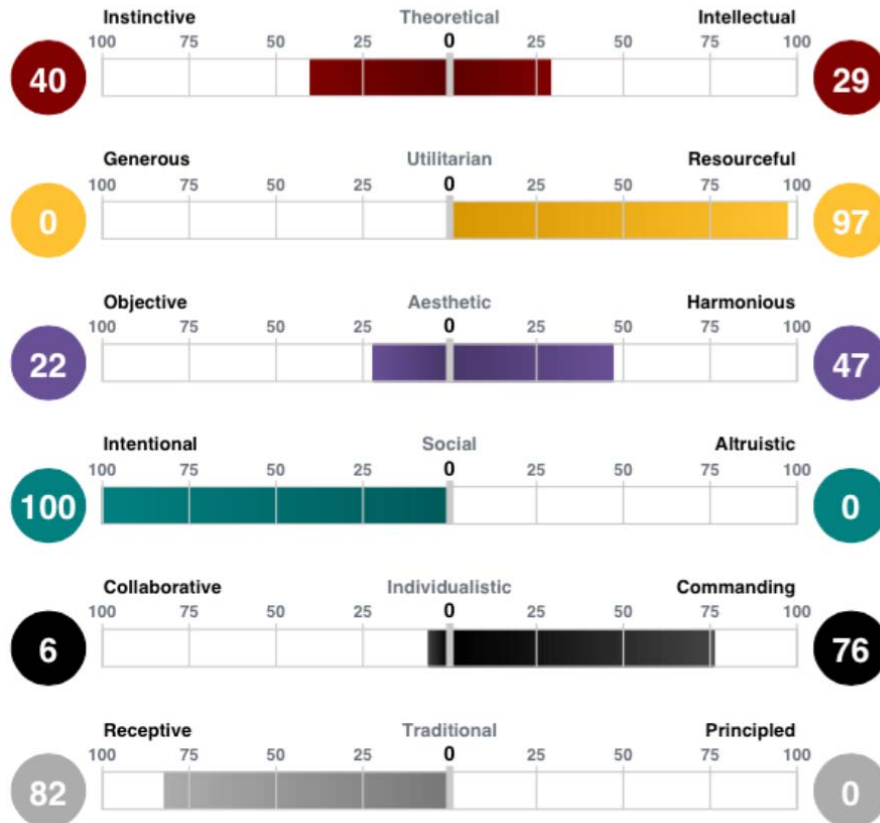 Instinctive Theoretical Intellectual
100 75 50 25 0 25 50 75 100
40 29
Generous Utilitarian Resourceful
100 75 50 25 0 25 50 75 100
0 97
Objective Aesthetic Harmonious
100 75 50 25 0 25 50 75 100
22 47
Intentional Social Altruistic
100 75 50 25 0 25 50 75 100
100 0
Collaborative Individualistic Commanding
100 75 50 25 0 25 50 75 100
6 76
Receptive Traditional Principled
100 75 50 25 0 25 50 75 100
82 0